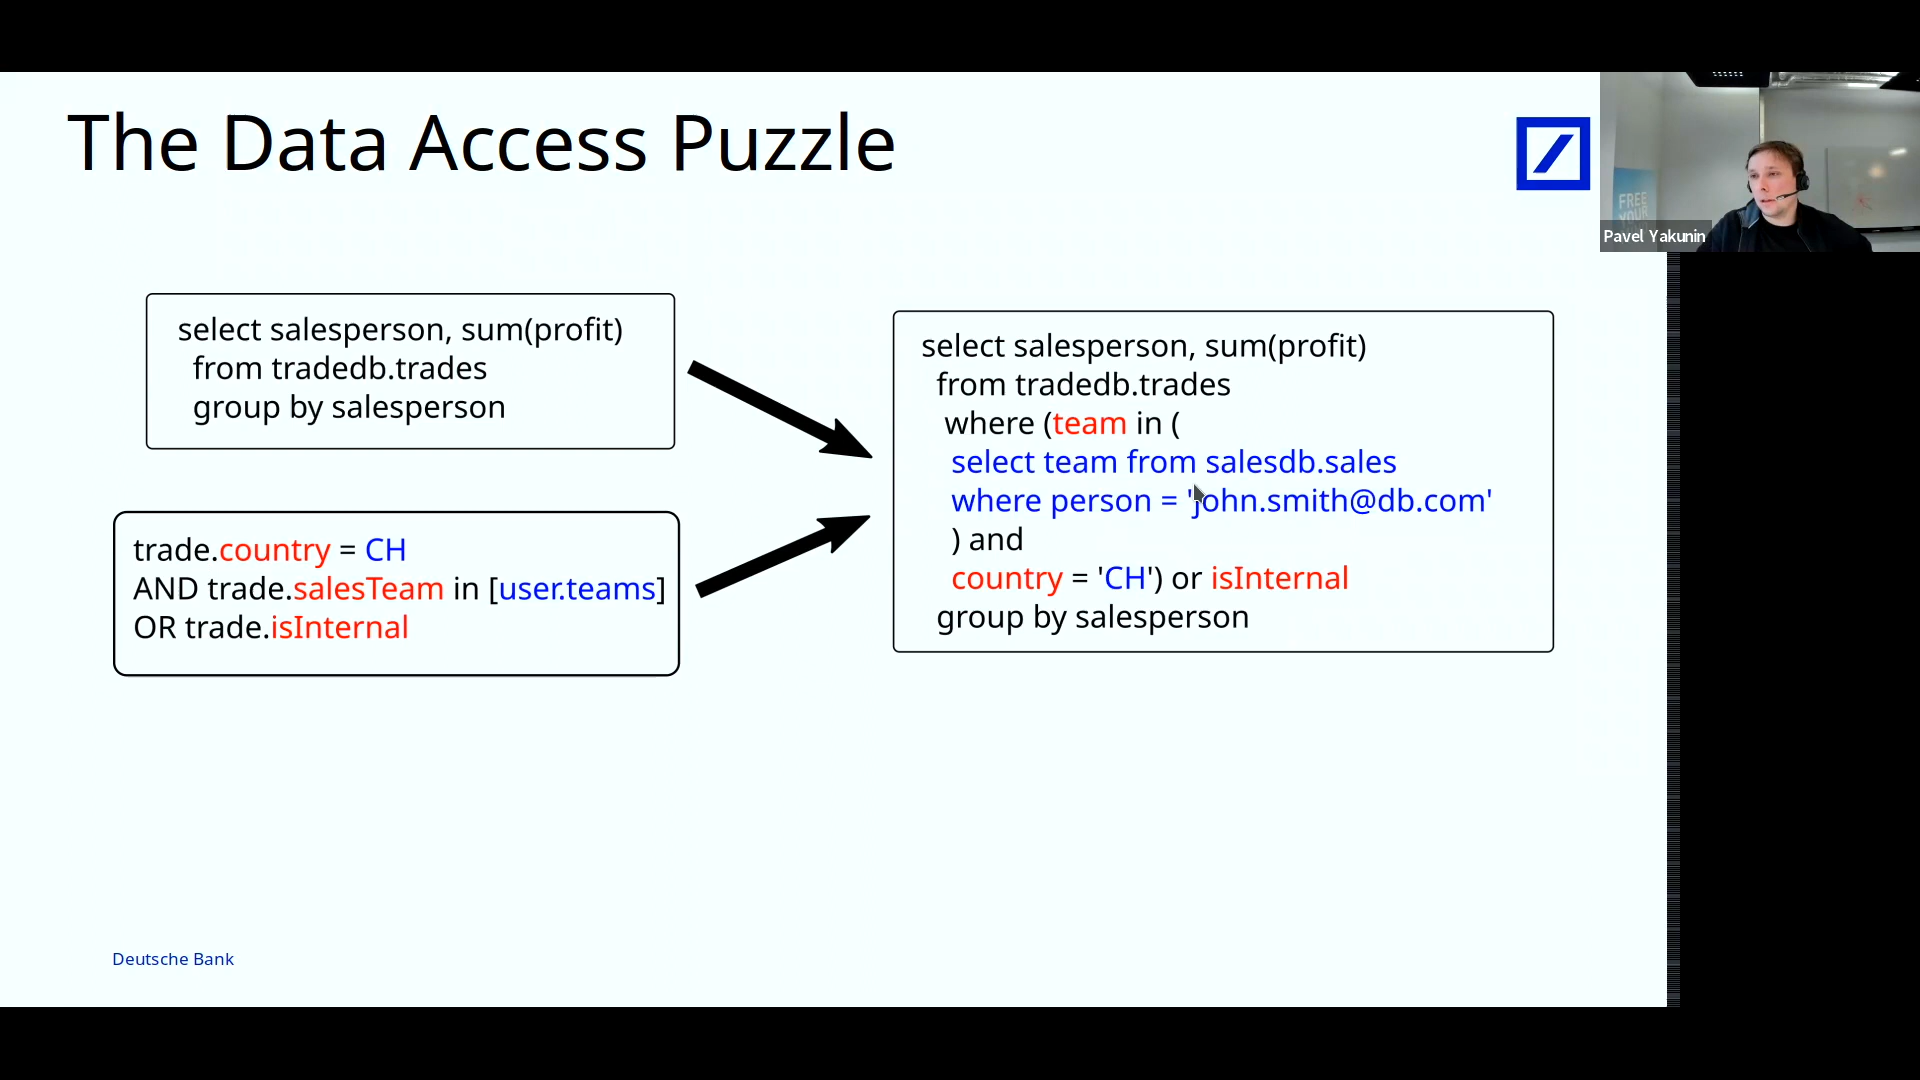 The Data Access Puzzle
FREE
YOUR
Pavel Yakunin
select salesperson, sum(profit)
from tradedb.trades
group by salesperson
trade.country = CH
AND trade.salesTeam in [user.teams]
OR trade.isInternal
select salesperson, sum(profit)
from tradedb.trades
where (team in (
select team from salesdb.sales
where person = 'john.smith@db.com'
) and
country = 'CH') or isInternal
group by salesperson
Deutsche Bank